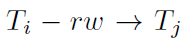 T_i − rw → T_j